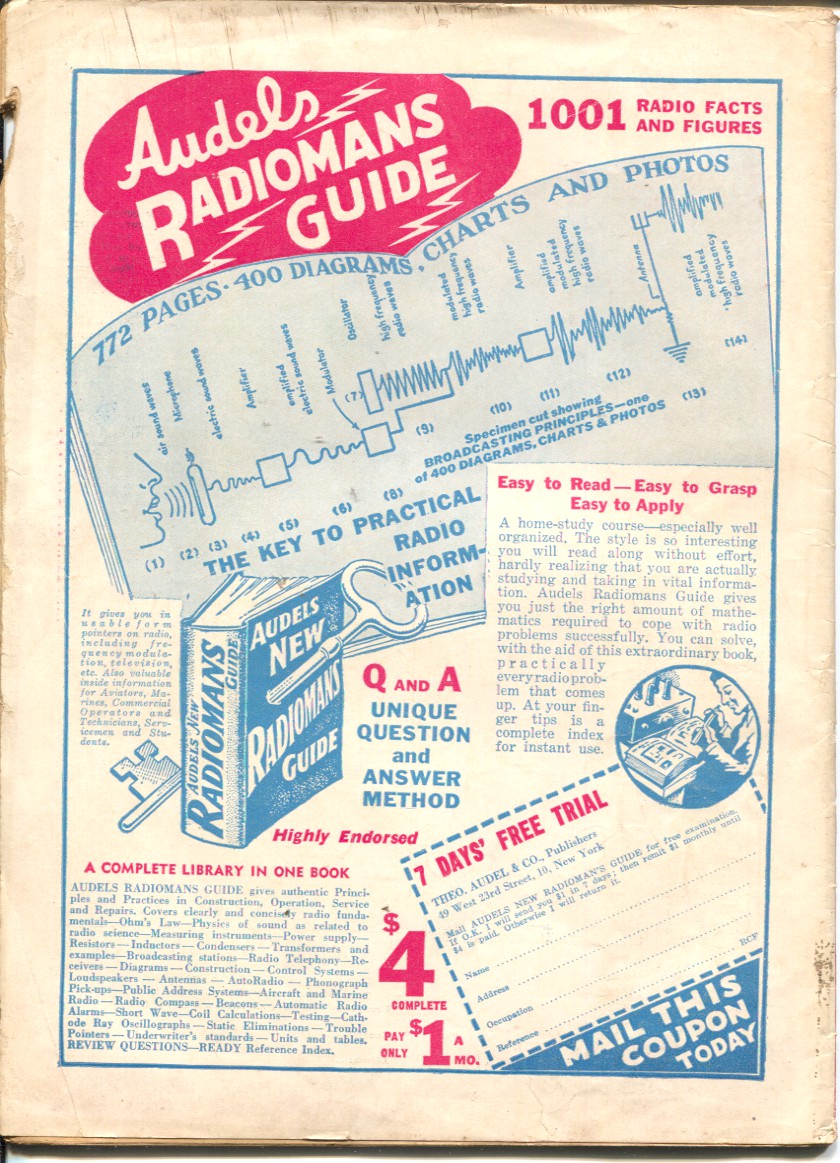 Audels
RADIOMANS
GUIDE
1001 RADIO FACTS
AND FIGURES
772 PAGES · 400 DIAGRAMS, CHARTS AND PHOTOS
air sound waves
Microphone
electric sound waves
Amplifier
amplified
electric sound waves
Modulator
Oscillator
high frequency
radio waves
modulated
high frequency
radio waves
Amplifier
amplified
modulated
high frequency
radio waves
Antenna
amplified
modulated
high frequency
radio waves
(1) (2) (3) (4) (5) (6) (7) (8) (9) (10) (11) (12) (13) (14)
Specimen cut showing
BROADCASTING PRINCIPLES—one
of 400 DIAGRAMS, CHARTS & PHOTOS
THE KEY TO PRACTICAL
RADIO
INFORM-
ATION
Easy to Read—Easy to Grasp
Easy to Apply
A home-study course—especially well
organized. The style is so interesting
you will read along without effort,
hardly realizing that you are actually
studying and taking in vital informa-
tion. Audels Radiomans Guide gives
you just the right amount of mathe-
matics required to cope with radio
problems successfully. You can solve,
with the aid of this extraordinary book,
practically
every radio prob-
lem that comes
up. At your fin-
ger tips is a
complete index
for instant use.
It gives you in
usable form
pointers on radio,
including fre-
quency modula-
tion, television,
etc. Also valuable
inside information
for Aviators, Ma-
rines, Commercial
Operators and
Technicians, Serv-
icemen and Stu-
dents.
AUDELS NEW
RADIOMANS
GUIDE
AUDELS
NEW
RADIOMANS
GUIDE
Q AND A
UNIQUE
QUESTION
and
ANSWER
METHOD
Highly Endorsed
A COMPLETE LIBRARY IN ONE BOOK
AUDELS RADIOMANS GUIDE gives authentic Princi-
ples and Practices in Construction, Operation, Service
and Repairs. Covers clearly and concisely radio funda-
mentals—Ohm's Law—Physics of sound as related to
radio science—Measuring instruments—Power supply—
Resistors—Inductors—Condensers—Transformers and
examples—Broadcasting stations—Radio Telephony—Re-
ceivers—Diagrams—Construction—Control Systems—
Loudspeakers—Antennas—AutoRadio—Phonograph
Pick-ups—Public Address Systems—Aircraft and Marine
Radio—Radio Compass—Beacons—Automatic Radio
Alarms—Short Wave—Coil Calculations—Testing—Cath-
ode Ray Oscillographs—Static Eliminations—Trouble
Pointers—Underwriter's standards—Units and tables.
REVIEW QUESTIONS—READY Reference Index.
$4
COMPLETE
PAY
ONLY $1 A
MO.
7 DAYS' FREE TRIAL
THEO. AUDEL & CO., Publishers
49 West 23rd Street, 10, New York
Mail AUDELS NEW RADIOMAN'S GUIDE for free examination.
If O.K. I will send you $1 in 7 days; then remit $1 monthly until
$4 is paid. Otherwise I will return it.
Name
Address
Occupation
Reference
RCF
MAIL THIS
COUPON
TODAY